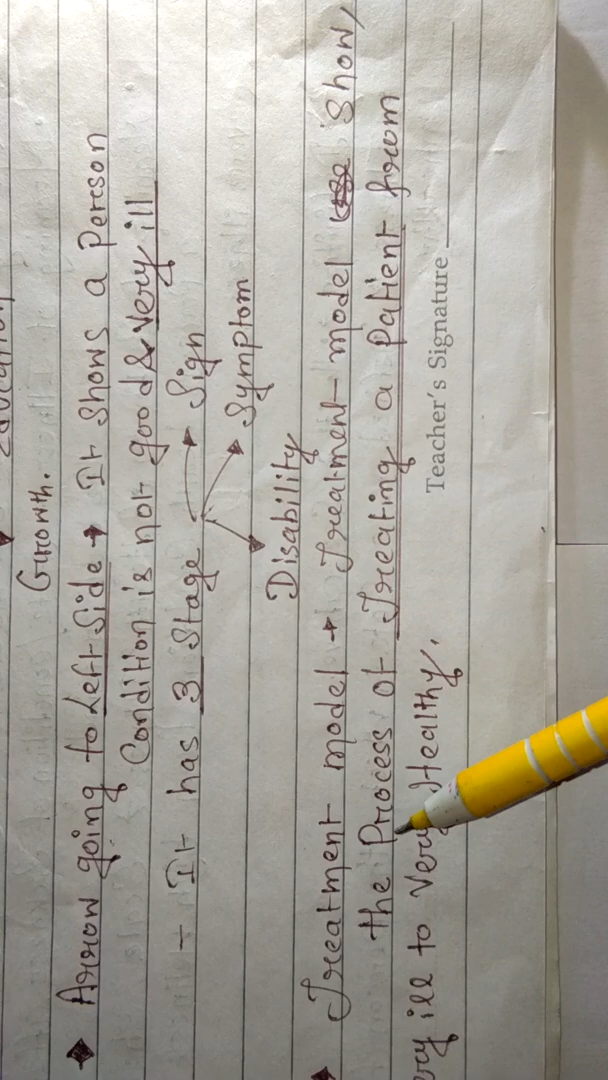 Growth.
◆ Arrow going to Left Side → It Shows a Person
Condition is not good & Very ill
- It has 3 Stage → Sign
→ Symptom
→ Disability
Treatment model → Treatment model Show,
the Process of Treating a Patient from
ill to Very Healthy.
Teacher's Signature